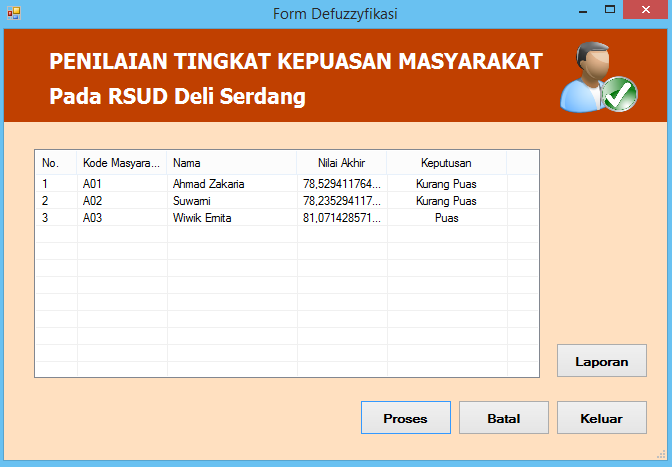 Form Defuzzyfikasi
PENILAIAN TINGKAT KEPUASAN MASYARAKAT
Pada RSUD Deli Serdang
No. Kode Masyara... Nama Nilai Akhir Keputusan
1 A01 Ahmad Zakaria 78,529411764... Kurang Puas
2 A02 Suwarni 78,235294117... Kurang Puas
3 A03 Wiwik Ernita 81,071428571... Puas
Laporan
Proses Batal Keluar